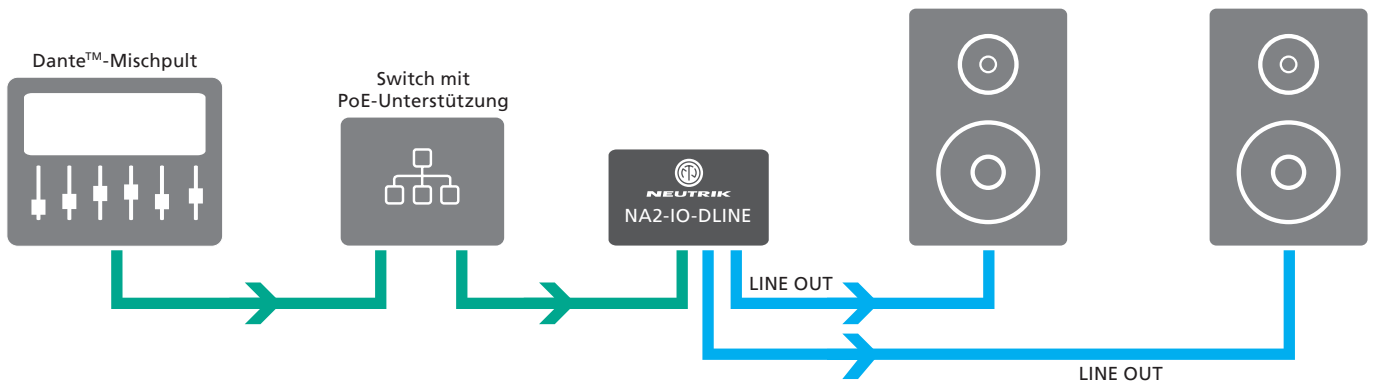 Dante™-Mischpult
Switch mit
PoE-Unterstützung
NEUTRIK
NA2-IO-DLINE
LINE OUT
LINE OUT